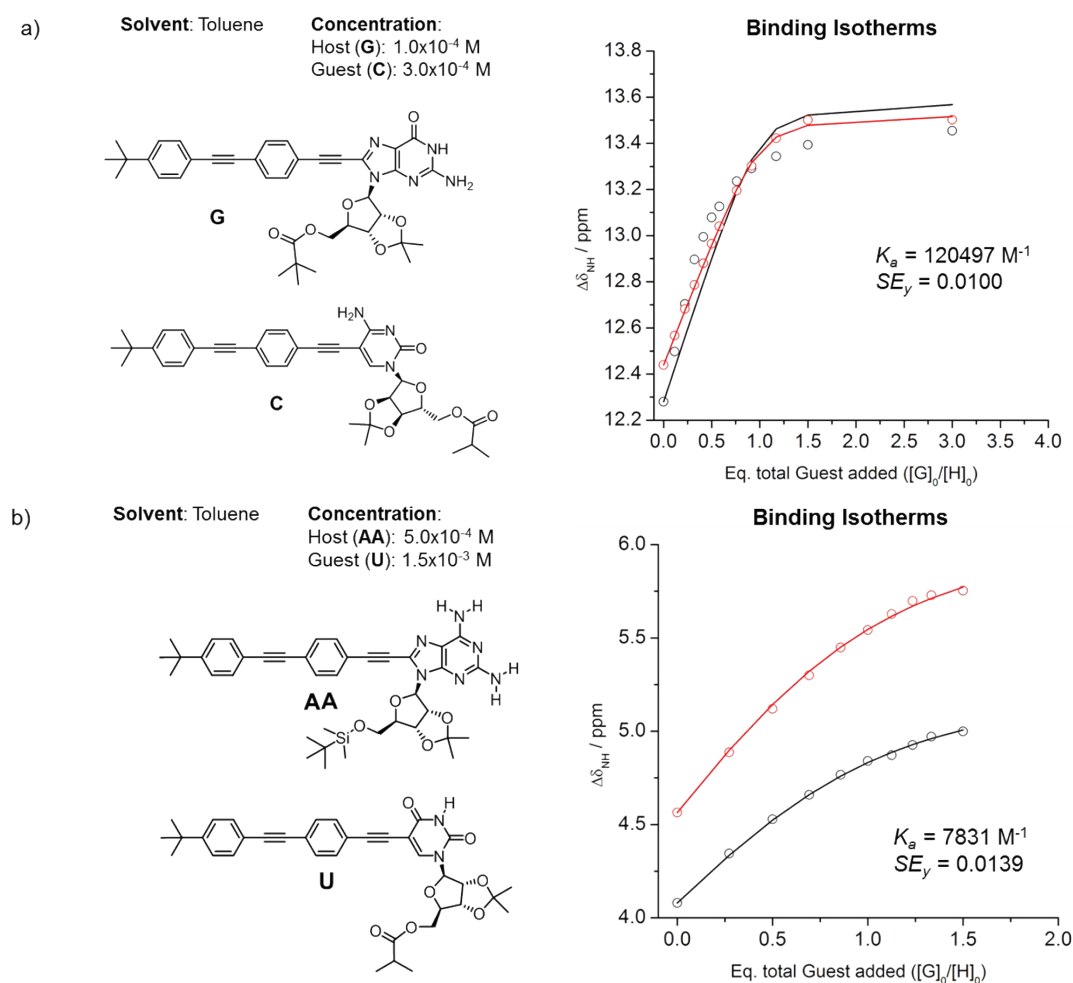 a)
Solvent: Toluene
Concentration:
Host (G): 1.0x10⁻⁴ M
Guest (C): 3.0x10⁻⁴ M
O
N
NH
N
N
NH₂
G
O
O
O
O
O
H₂N
N
O
N
C
O
O
O
O
O
Binding Isotherms
13.8
13.6
13.4
13.2
13.0
12.8
12.6
12.4
12.2
Δδ_NH / ppm
Kₐ = 120497 M⁻¹
SE_y = 0.0100
0.0 0.5 1.0 1.5 2.0 2.5 3.0 3.5 4.0
Eq. total Guest added ([G]₀/[H]₀)
b)
Solvent: Toluene
Concentration:
Host (AA): 5.0x10⁻⁴ M
Guest (U): 1.5x10⁻³ M
H N H
N
N
N
N
N H
H
AA
O
O
Si
O
O
O
N H
O
N
U
O
O
O
O
O
Binding Isotherms
6.0
5.5
5.0
4.5
4.0
Δδ_NH / ppm
Kₐ = 7831 M⁻¹
SE_y = 0.0139
0.0 0.5 1.0 1.5 2.0
Eq. total Guest added ([G]₀/[H]₀)